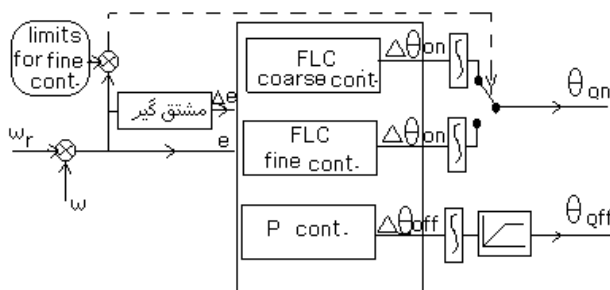 limits
for fine
cont.
FLC
coarse cont.
Δθon
θon
مشتق گیر
Δe
ωr
e
ω
FLC
fine cont.
Δθon
P cont.
Δθoff
θoff